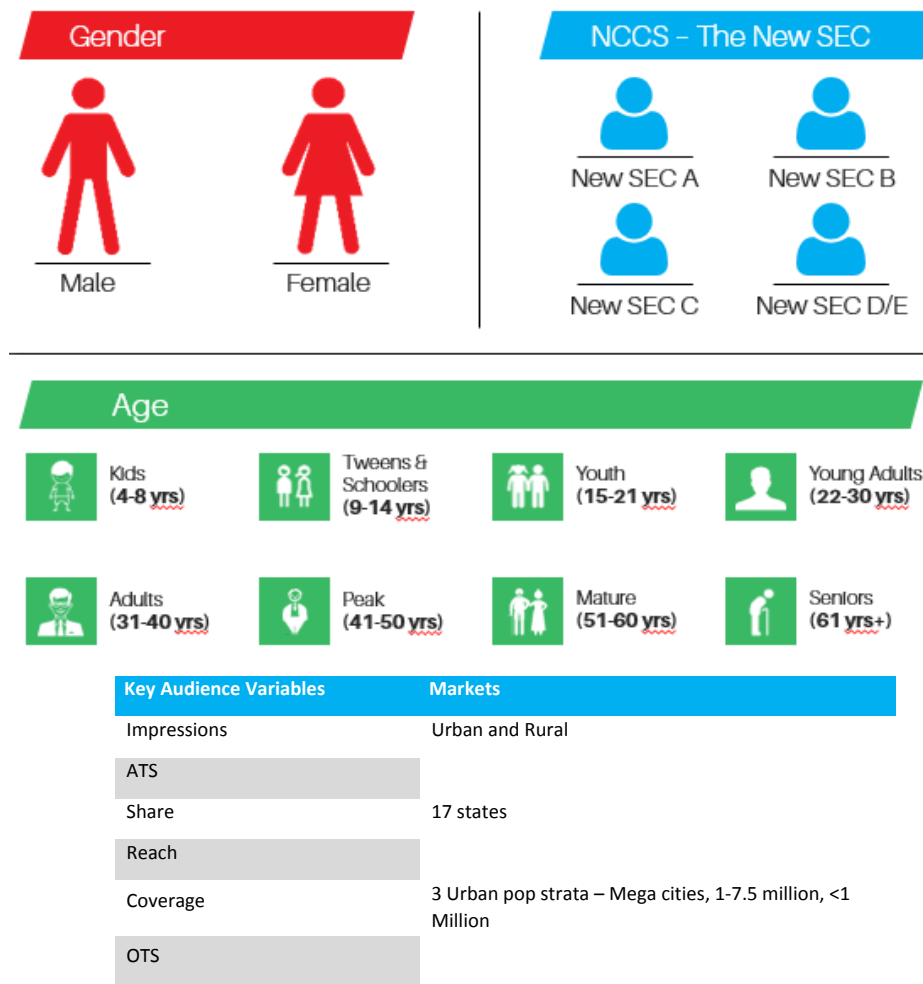 Gender
NCCS – The New SEC
Male
Female
New SEC A
New SEC B
New SEC C
New SEC D/E
Age
Kids
(4-8 yrs)
Tweens &
Schoolers
(9-14 yrs)
Youth
(15-21 yrs)
Young Adults
(22-30 yrs)
Adults
(31-40 yrs)
Peak
(41-50 yrs)
Mature
(51-60 yrs)
Seniors
(61 yrs+)
Key Audience Variables
Markets
Impressions
Urban and Rural
ATS
Share
17 states
Reach
Coverage
3 Urban pop strata – Mega cities, 1-7.5 million, <1
Million
OTS